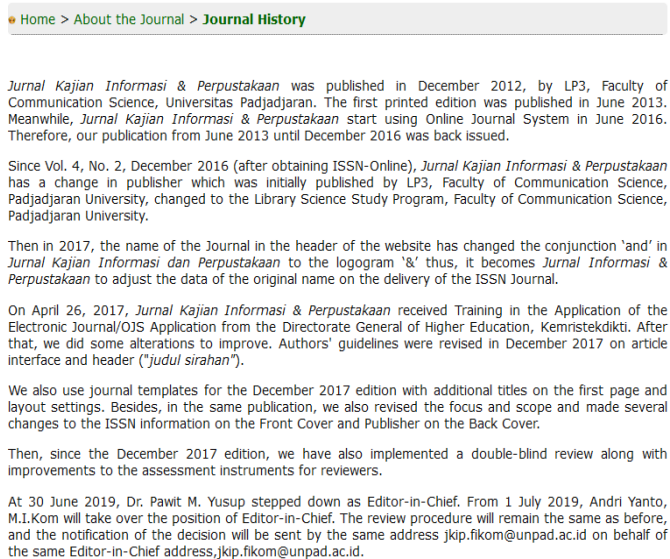 Home > About the Journal > Journal History
Jurnal Kajian Informasi & Perpustakaan was published in December 2012, by LP3, Faculty of
Communication Science, Universitas Padjadjaran. The first printed edition was published in June 2013.
Meanwhile, Jurnal Kajian Informasi & Perpustakaan start using Online Journal System in June 2016.
Therefore, our publication from June 2013 until December 2016 was back issued.
Since Vol. 4, No. 2, December 2016 (after obtaining ISSN-Online), Jurnal Kajian Informasi & Perpustakaan
has a change in publisher which was initially published by LP3, Faculty of Communication Science,
Padjadjaran University, changed to the Library Science Study Program, Faculty of Communication Science,
Padjadjaran University.
Then in 2017, the name of the Journal in the header of the website has changed the conjunction ‘and’ in
Jurnal Kajian Informasi dan Perpustakaan to the logogram ‘&’ thus, it becomes Jurnal Informasi &
Perpustakaan to adjust the data of the original name on the delivery of the ISSN Journal.
On April 26, 2017, Jurnal Kajian Informasi & Perpustakaan received Training in the Application of the
Electronic Journal/OJS Application from the Directorate General of Higher Education, Kemristekdikti. After
that, we did some alterations to improve. Authors' guidelines were revised in December 2017 on article
interface and header ("judul sirahan").
We also use journal templates for the December 2017 edition with additional titles on the first page and
layout settings. Besides, in the same publication, we also revised the focus and scope and made several
changes to the ISSN information on the Front Cover and Publisher on the Back Cover.
Then, since the December 2017 edition, we have also implemented a double-blind review along with
improvements to the assessment instruments for reviewers.
At 30 June 2019, Dr. Pawit M. Yusup stepped down as Editor-in-Chief. From 1 July 2019, Andri Yanto,
M.I.Kom will take over the position of Editor-in-Chief. The review procedure will remain the same as before,
and the notification of the decision will be sent by the same address jkip.fikom@unpad.ac.id on behalf of
the same Editor-in-Chief address,jkip.fikom@unpad.ac.id.